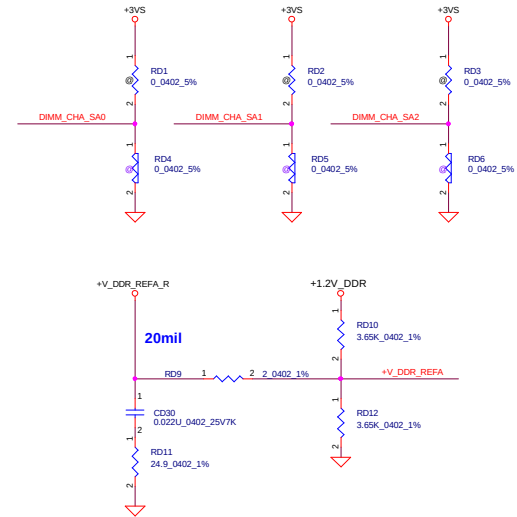 +3VS +3VS +3VS
1 1 1
@ RD1 @ RD2 @ RD3
0_0402_5% 0_0402_5% 0_0402_5%
2 2 2
DIMM_CHA_SA0 DIMM_CHA_SA1 DIMM_CHA_SA2
1 1 1
@ RD4 @ RD5 @ RD6
0_0402_5% 0_0402_5% 0_0402_5%
2 2 2
+V_DDR_REFA_R +1.2V_DDR
1
20mil RD10
3.65K_0402_1%
2
RD9 1 2 2_0402_1% +V_DDR_REFA
1 1
CD30 RD12
0.022U_0402_25V7K 3.65K_0402_1%
2 2
1
RD11
24.9_0402_1%
2